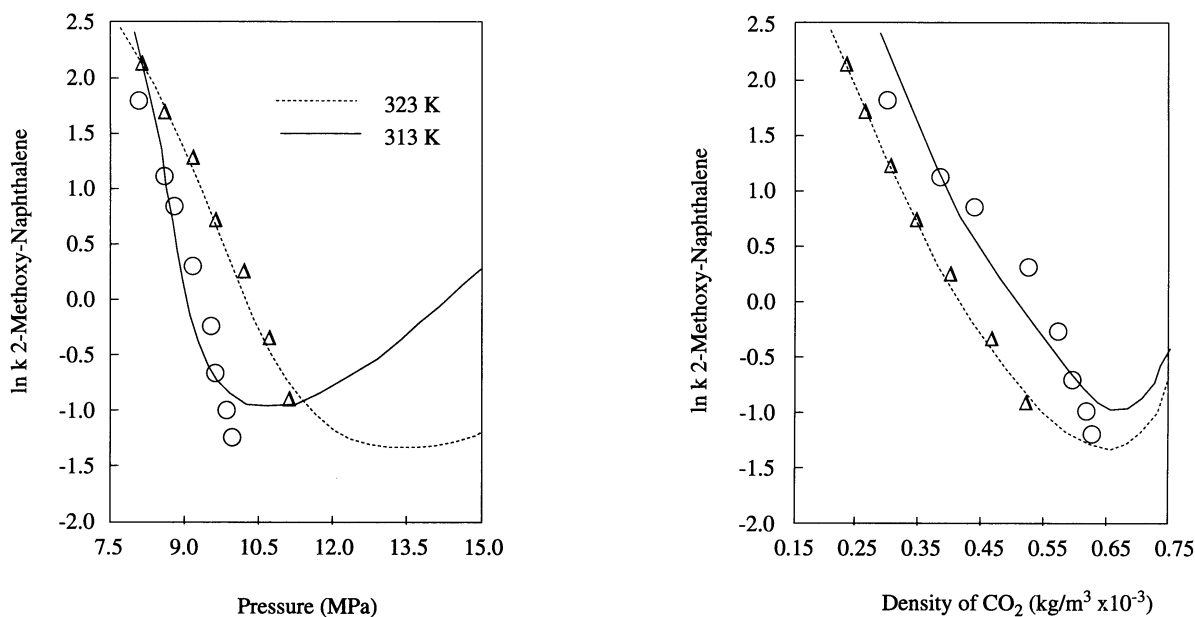 2.5
2.0
1.5
1.0
0.5
0.0
-0.5
-1.0
-1.5
-2.0
ln k 2-Methoxy-Naphthalene
323 K
313 K
7.5 9.0 10.5 12.0 13.5 15.0
Pressure (MPa)
2.5
2.0
1.5
1.0
0.5
0.0
-0.5
-1.0
-1.5
-2.0
ln k 2-Methoxy-Naphthalene
0.15 0.25 0.35 0.45 0.55 0.65 0.75
Density of CO₂ (kg/m³ x10⁻³)